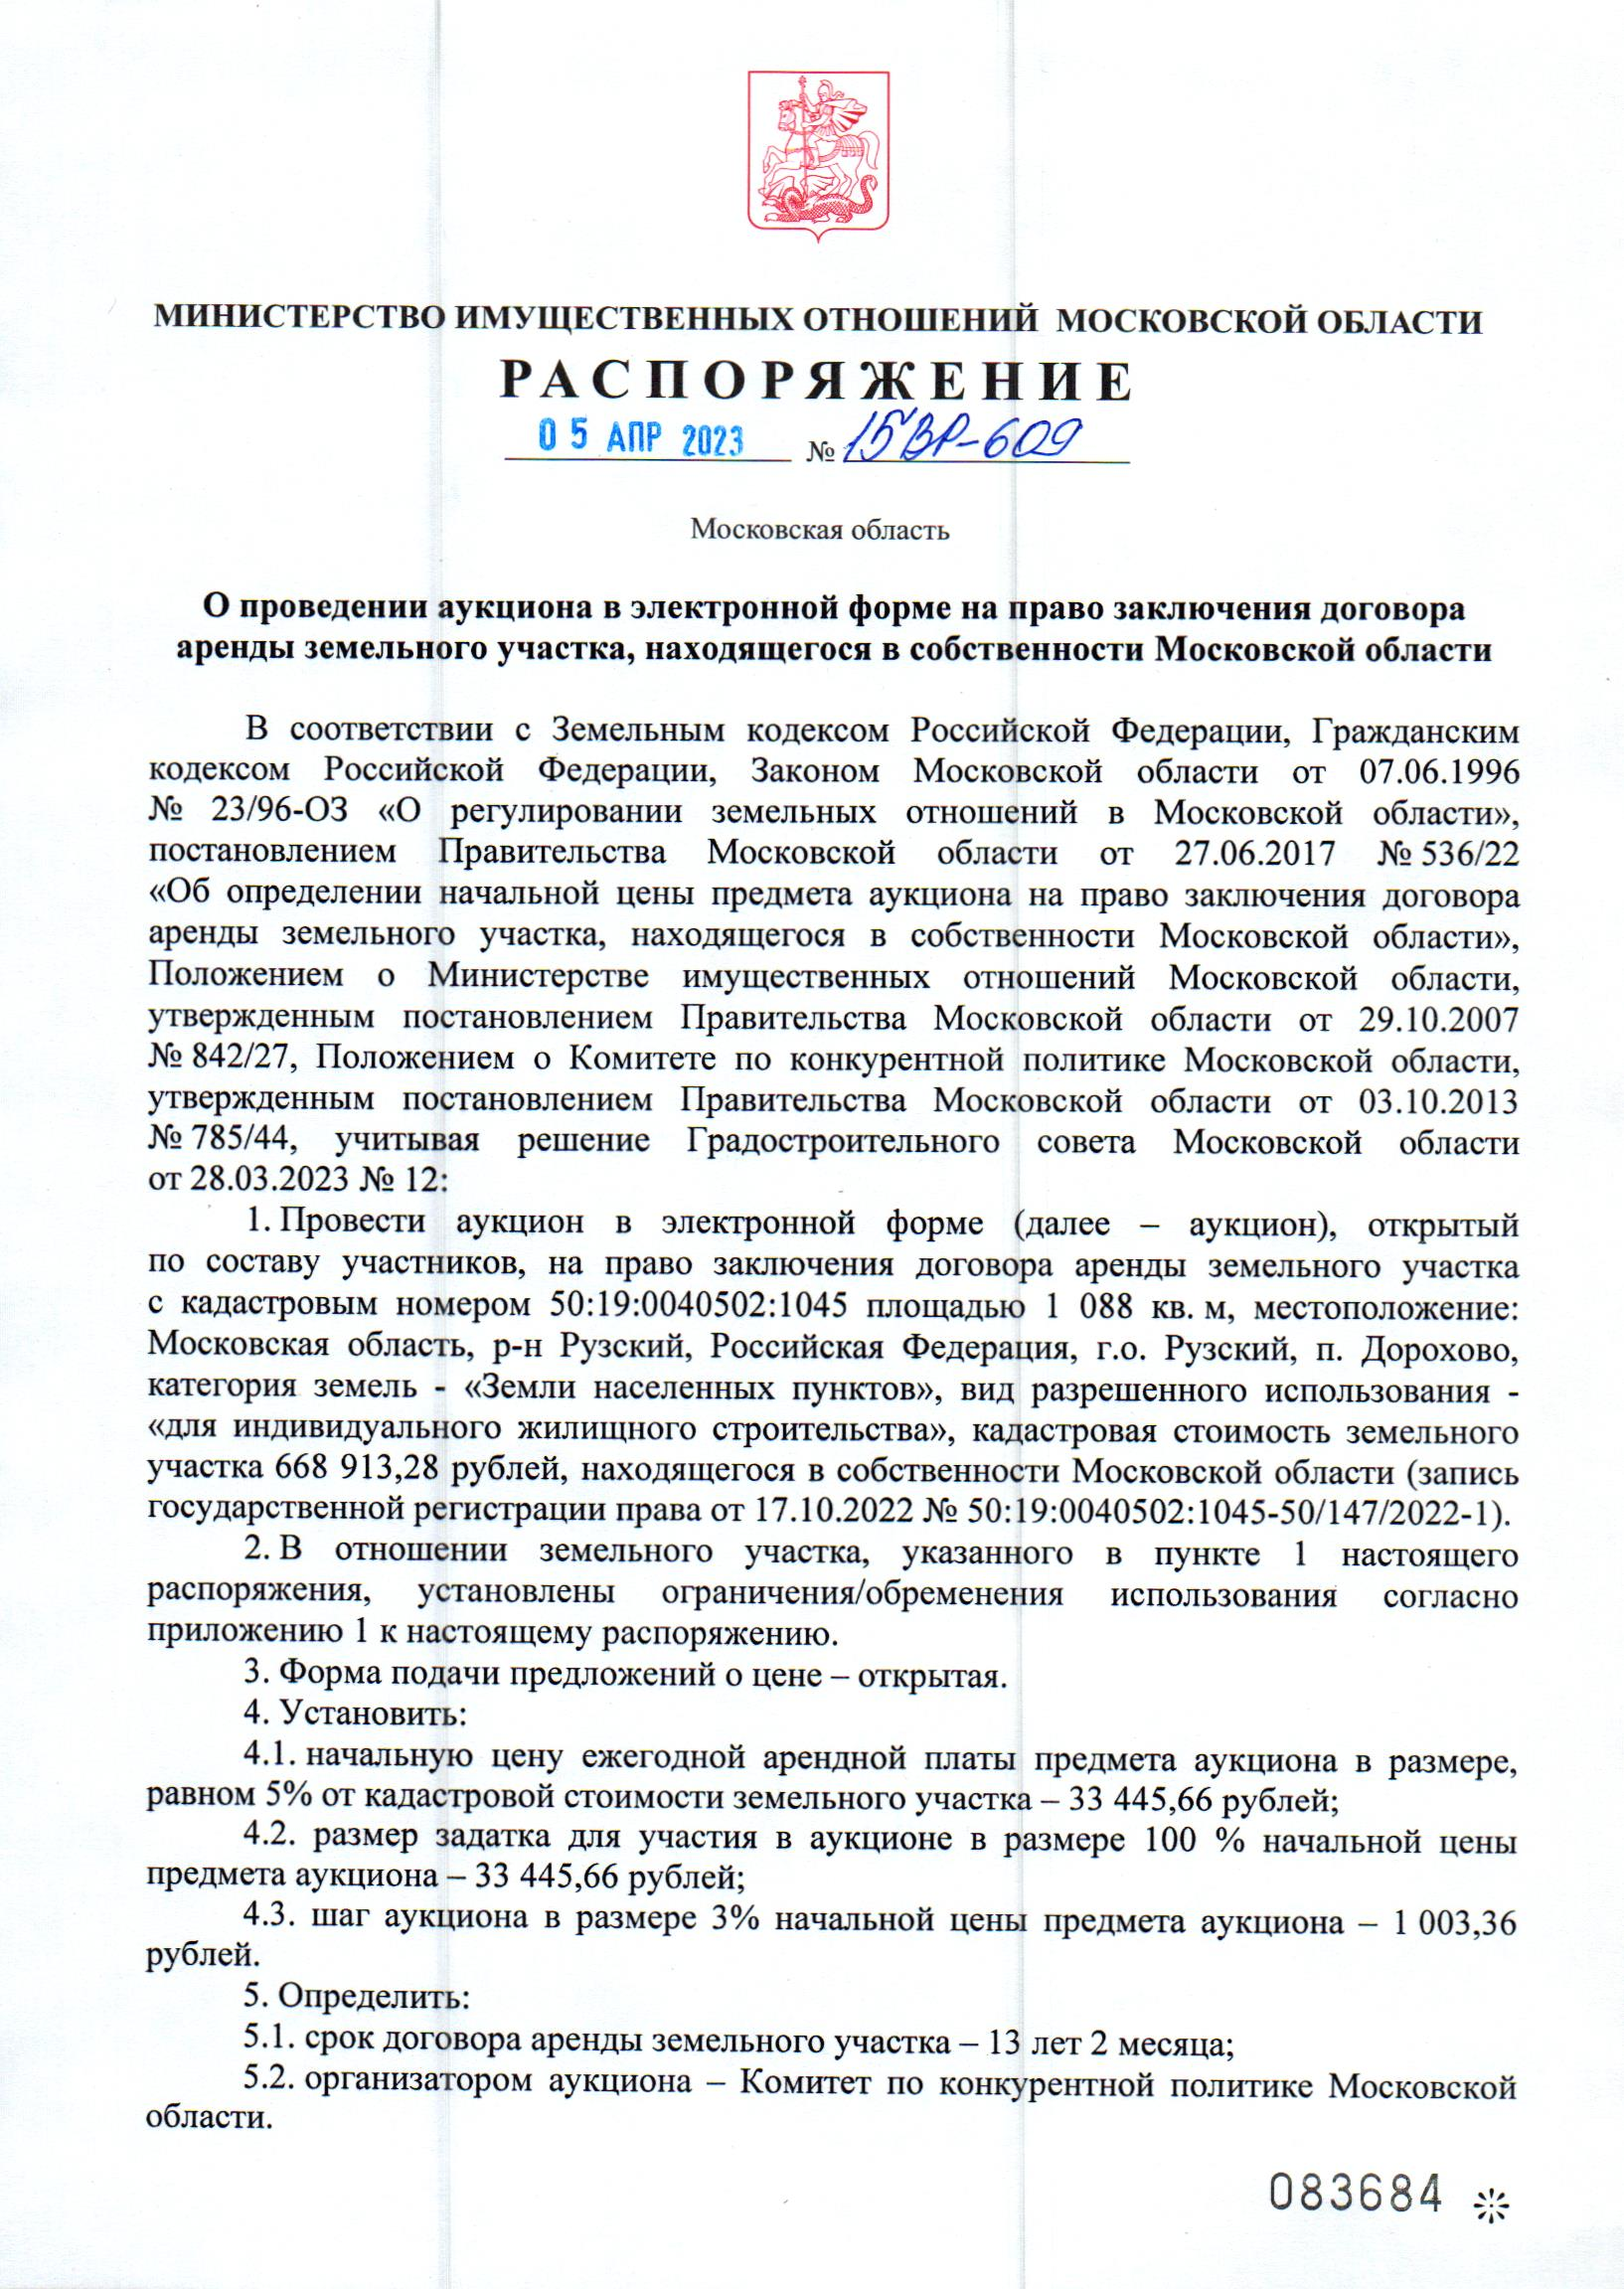 МИНИСТЕРСТВО ИМУЩЕСТВЕННЫХ ОТНОШЕНИЙ МОСКОВСКОЙ ОБЛАСТИ
РАСПОРЯЖЕНИЕ
05 АПР 2023 № 15ВР-609
Московская область
О проведении аукциона в электронной форме на право заключения договора
аренды земельного участка, находящегося в собственности Московской области
В соответствии с Земельным кодексом Российской Федерации, Гражданским
кодексом Российской Федерации, Законом Московской области от 07.06.1996
№ 23/96-ОЗ «О регулировании земельных отношений в Московской области»,
постановлением Правительства Московской области от 27.06.2017 № 536/22
«Об определении начальной цены предмета аукциона на право заключения договора
аренды земельного участка, находящегося в собственности Московской области»,
Положением о Министерстве имущественных отношений Московской области,
утвержденным постановлением Правительства Московской области от 29.10.2007
№ 842/27, Положением о Комитете по конкурентной политике Московской области,
утвержденным постановлением Правительства Московской области от 03.10.2013
№ 785/44, учитывая решение Градостроительного совета Московской области
от 28.03.2023 № 12:
1. Провести аукцион в электронной форме (далее – аукцион), открытый
по составу участников, на право заключения договора аренды земельного участка
с кадастровым номером 50:19:0040502:1045 площадью 1 088 кв. м, местоположение:
Московская область, р-н Рузский, Российская Федерация, г.о. Рузский, п. Дорохово,
категория земель - «Земли населенных пунктов», вид разрешенного использования -
«для индивидуального жилищного строительства», кадастровая стоимость земельного
участка 668 913,28 рублей, находящегося в собственности Московской области (запись
государственной регистрации права от 17.10.2022 № 50:19:0040502:1045-50/147/2022-1).
2. В отношении земельного участка, указанного в пункте 1 настоящего
распоряжения, установлены ограничения/обременения использования согласно
приложению 1 к настоящему распоряжению.
3. Форма подачи предложений о цене – открытая.
4. Установить:
4.1. начальную цену ежегодной арендной платы предмета аукциона в размере,
равном 5% от кадастровой стоимости земельного участка – 33 445,66 рублей;
4.2. размер задатка для участия в аукционе в размере 100 % начальной цены
предмета аукциона – 33 445,66 рублей;
4.3. шаг аукциона в размере 3% начальной цены предмета аукциона – 1 003,36
рублей.
5. Определить:
5.1. срок договора аренды земельного участка – 13 лет 2 месяца;
5.2. организатором аукциона – Комитет по конкурентной политике Московской
области.
083684